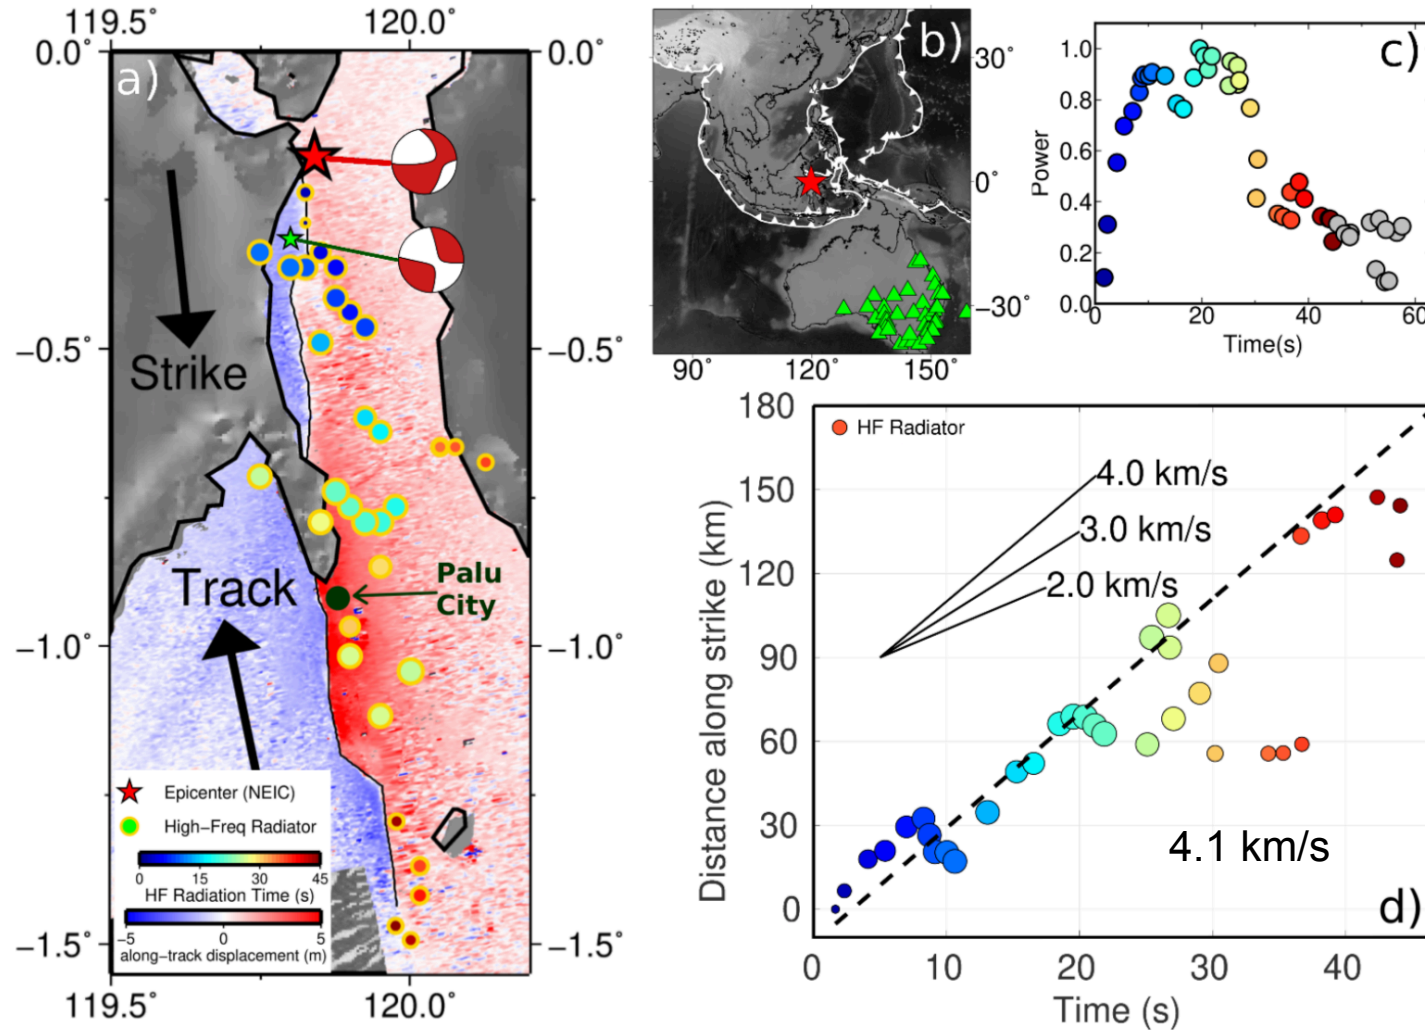 119.5° 120.0°
0.0° 0.0°
a)
−0.5° −0.5°
Strike
Track
Palu
City
−1.0° −1.0°
Epicenter (NEIC)
High−Freq Radiator
0 15 30 45
HF Radiation Time (s)
−5 0 5
along−track displacement (m)
−1.5° −1.5°
119.5° 120.0°
b)
30°
0°
−30°
90° 120° 150°
c)
Power
1.0
0.8
0.6
0.4
0.2
0.0
0 20 40 60
Time(s)
180
150
120
90
60
30
0
Distance along strike (km)
HF Radiator
4.0 km/s
3.0 km/s
2.0 km/s
4.1 km/s
d)
0 10 20 30 40
Time (s)